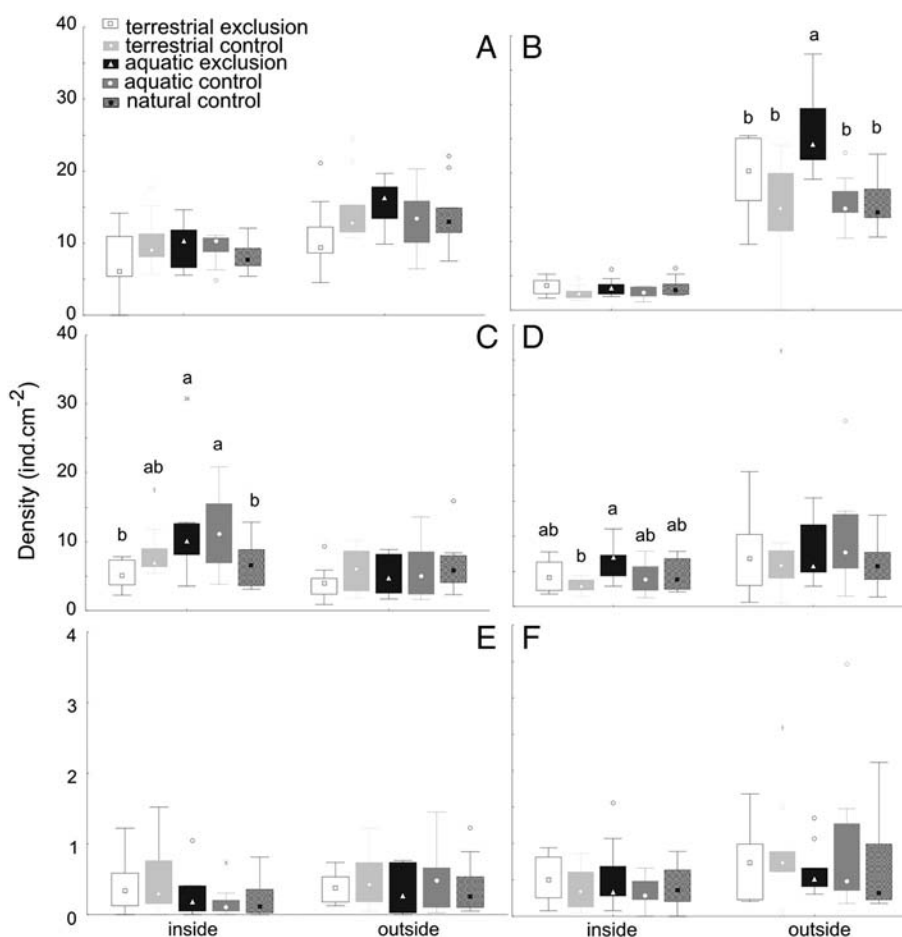 40
30
20
10
0
terrestrial exclusion
terrestrial control
aquatic exclusion
aquatic control
natural control
A
B
a
b b b b
C
D
40
30
20
10
0
Density (ind.cm-2)
a
ab a
b b
a
ab b ab ab
E
F
4
3
2
1
0
inside outside inside outside